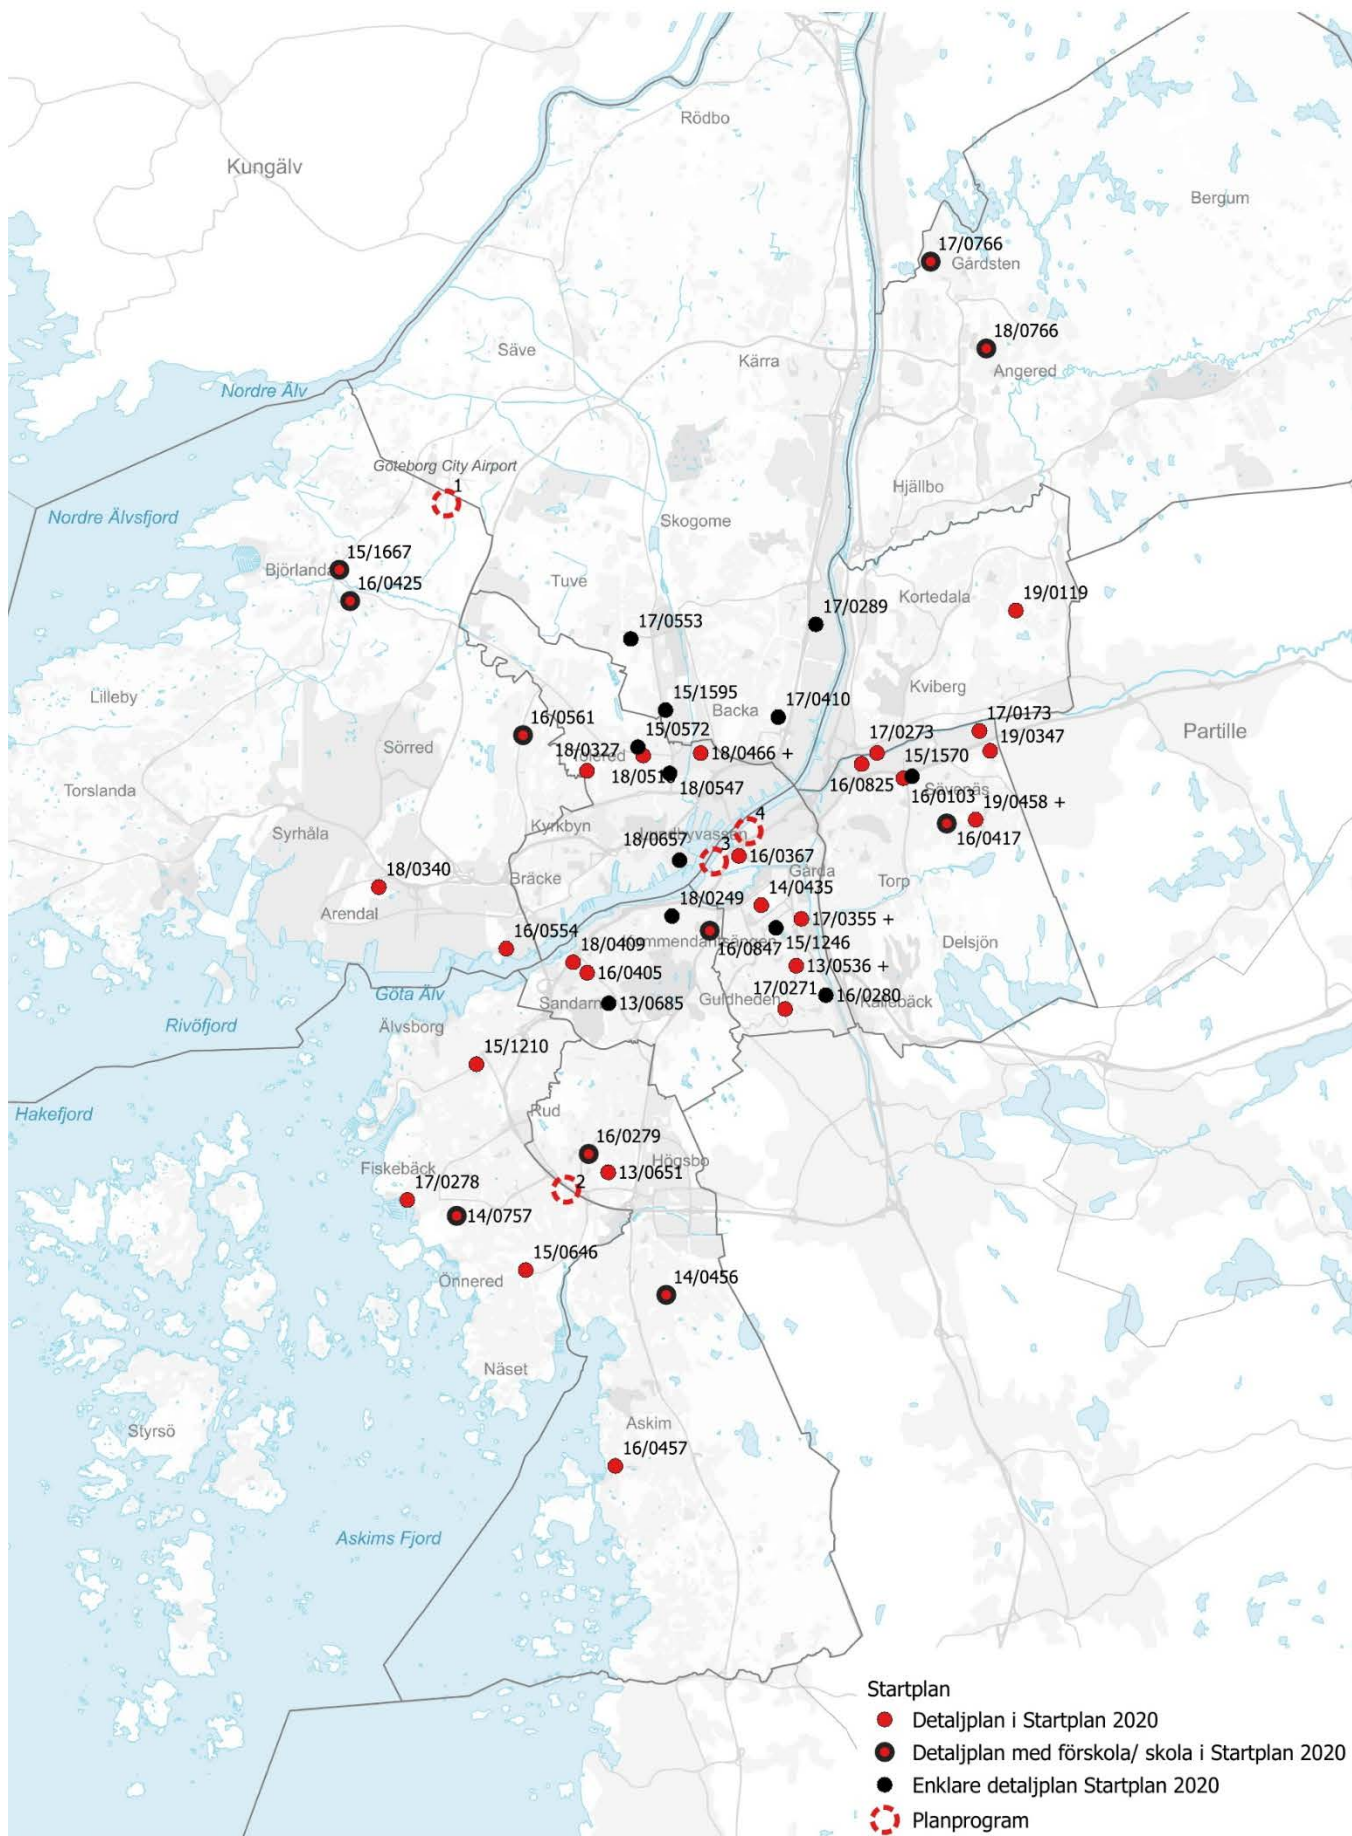 Rödbo
Kungälv
Bergum
17/0766
Gårdsten
18/0766
Säve
Kärra
Angered
Nordre Älv
Göteborg City Airport
1
Hjällbo
Nordre Älvsfjord
Skogome
15/1667
Björlanda
Tuve
16/0425
Kortedala
19/0119
17/0289
17/0553
Lilleby
Kviberg
15/1595
Backa
17/0410
17/0173
Partille
16/0561
15/0572
17/0273
19/0347
Sörred
18/0327
18/0466 +
15/1570
Tolered
18/0547
16/0825
Sävenäs
Torslanda
16/0103
19/0458 +
Syrhåla
Kyrkbyn
4
Lundbyvassen
16/0417
18/0657
3
16/0367
Bräcke
Gårda
18/0340
Torp
14/0435
18/0249
Arendal
17/0355 +
16/0554
Kommendantsängen
15/1246
Delsjön
18/0409
16/0847
16/0405
13/0536 +
17/0271
Göta Älv
Sandarna
13/0685
Guldheden
16/0280
Kallebäck
Rivöfjord
Älvsborg
15/1210
Hakefjord
Rud
16/0279
Fiskebäck
Högsbo
13/0651
17/0278
2
14/0757
15/0646
Önnered
14/0456
Näset
Askim
Styrsö
16/0457
Askims Fjord
Startplan
Detaljplan i Startplan 2020
Detaljplan med förskola/ skola i Startplan 2020
Enklare detaljplan Startplan 2020
Planprogram